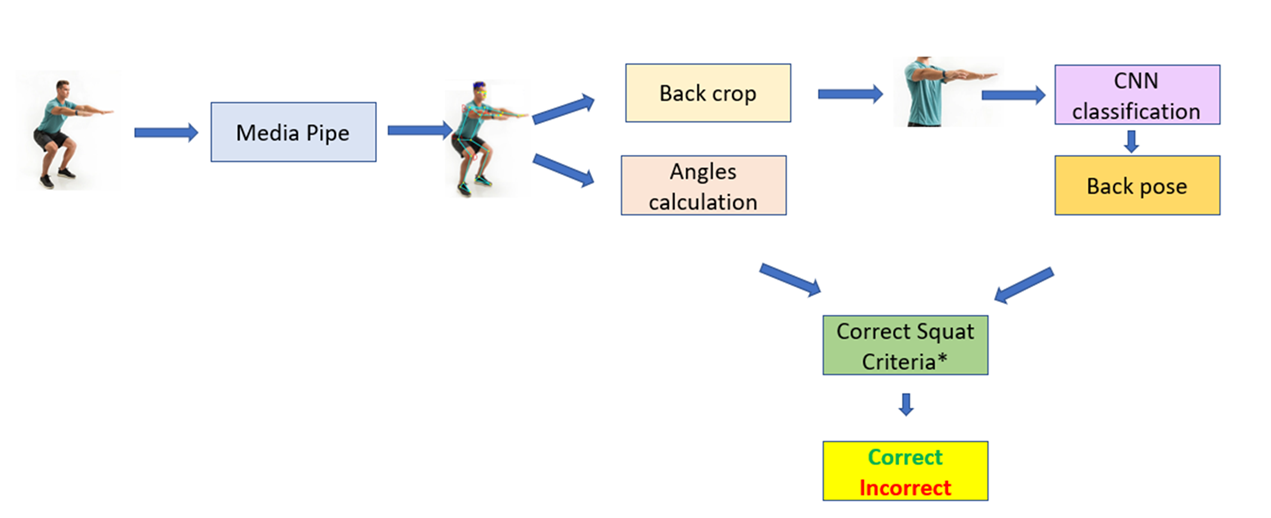 Media Pipe
Back crop
Angles
calculation
CNN
classification
Back pose
Correct Squat
Criteria*
Correct
Incorrect